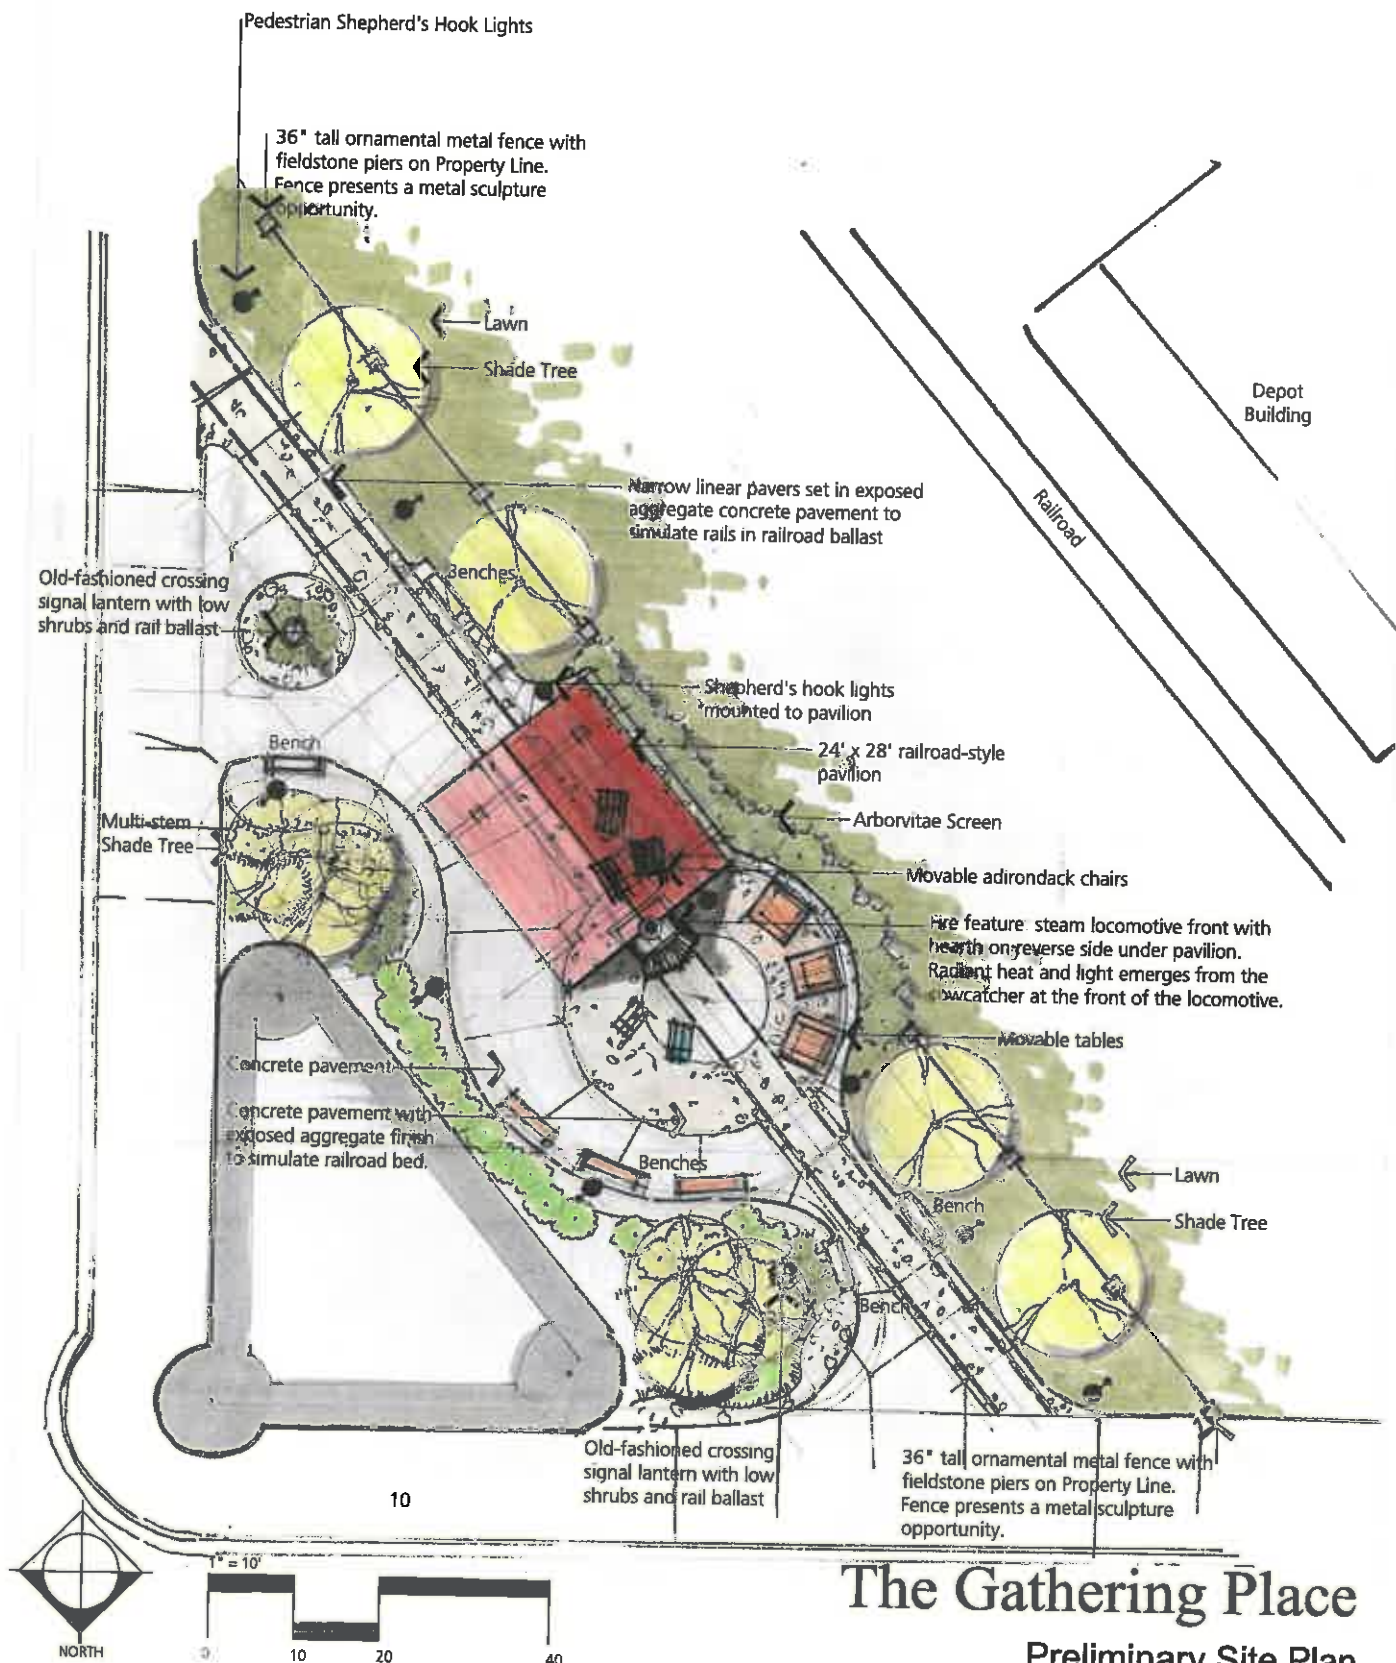 Pedestrian Shepherd's Hook Lights
36" tall ornamental metal fence with
fieldstone piers on Property Line.
Fence presents a metal sculpture
opportunity.
Lawn
Shade Tree
Depot
Building
Railroad
Narrow linear pavers set in exposed
aggregate concrete pavement to
simulate rails in railroad ballast
Benches
Old-fashioned crossing
signal lantern with low
shrubs and rail ballast
Shepherd's hook lights
mounted to pavilion
Bench
24' x 28' railroad-style
pavilion
Multi-stem
Shade Tree
Arborvitae Screen
Movable adirondack chairs
Fire feature steam locomotive front with
hearth on reverse side under pavilion.
Radiant heat and light emerges from the
cowcatcher at the front of the locomotive.
Movable tables
Concrete pavement
Concrete pavement with
exposed aggregate finish
to simulate railroad bed.
Benches
Lawn
Bench
Shade Tree
Bench
Old-fashioned crossing
signal lantern with low
shrubs and rail ballast
36" tall ornamental metal fence with
fieldstone piers on Property Line.
Fence presents a metal sculpture
opportunity.
10
1" = 10'
NORTH
0 10 20 40
The Gathering Place
Preliminary Site Plan